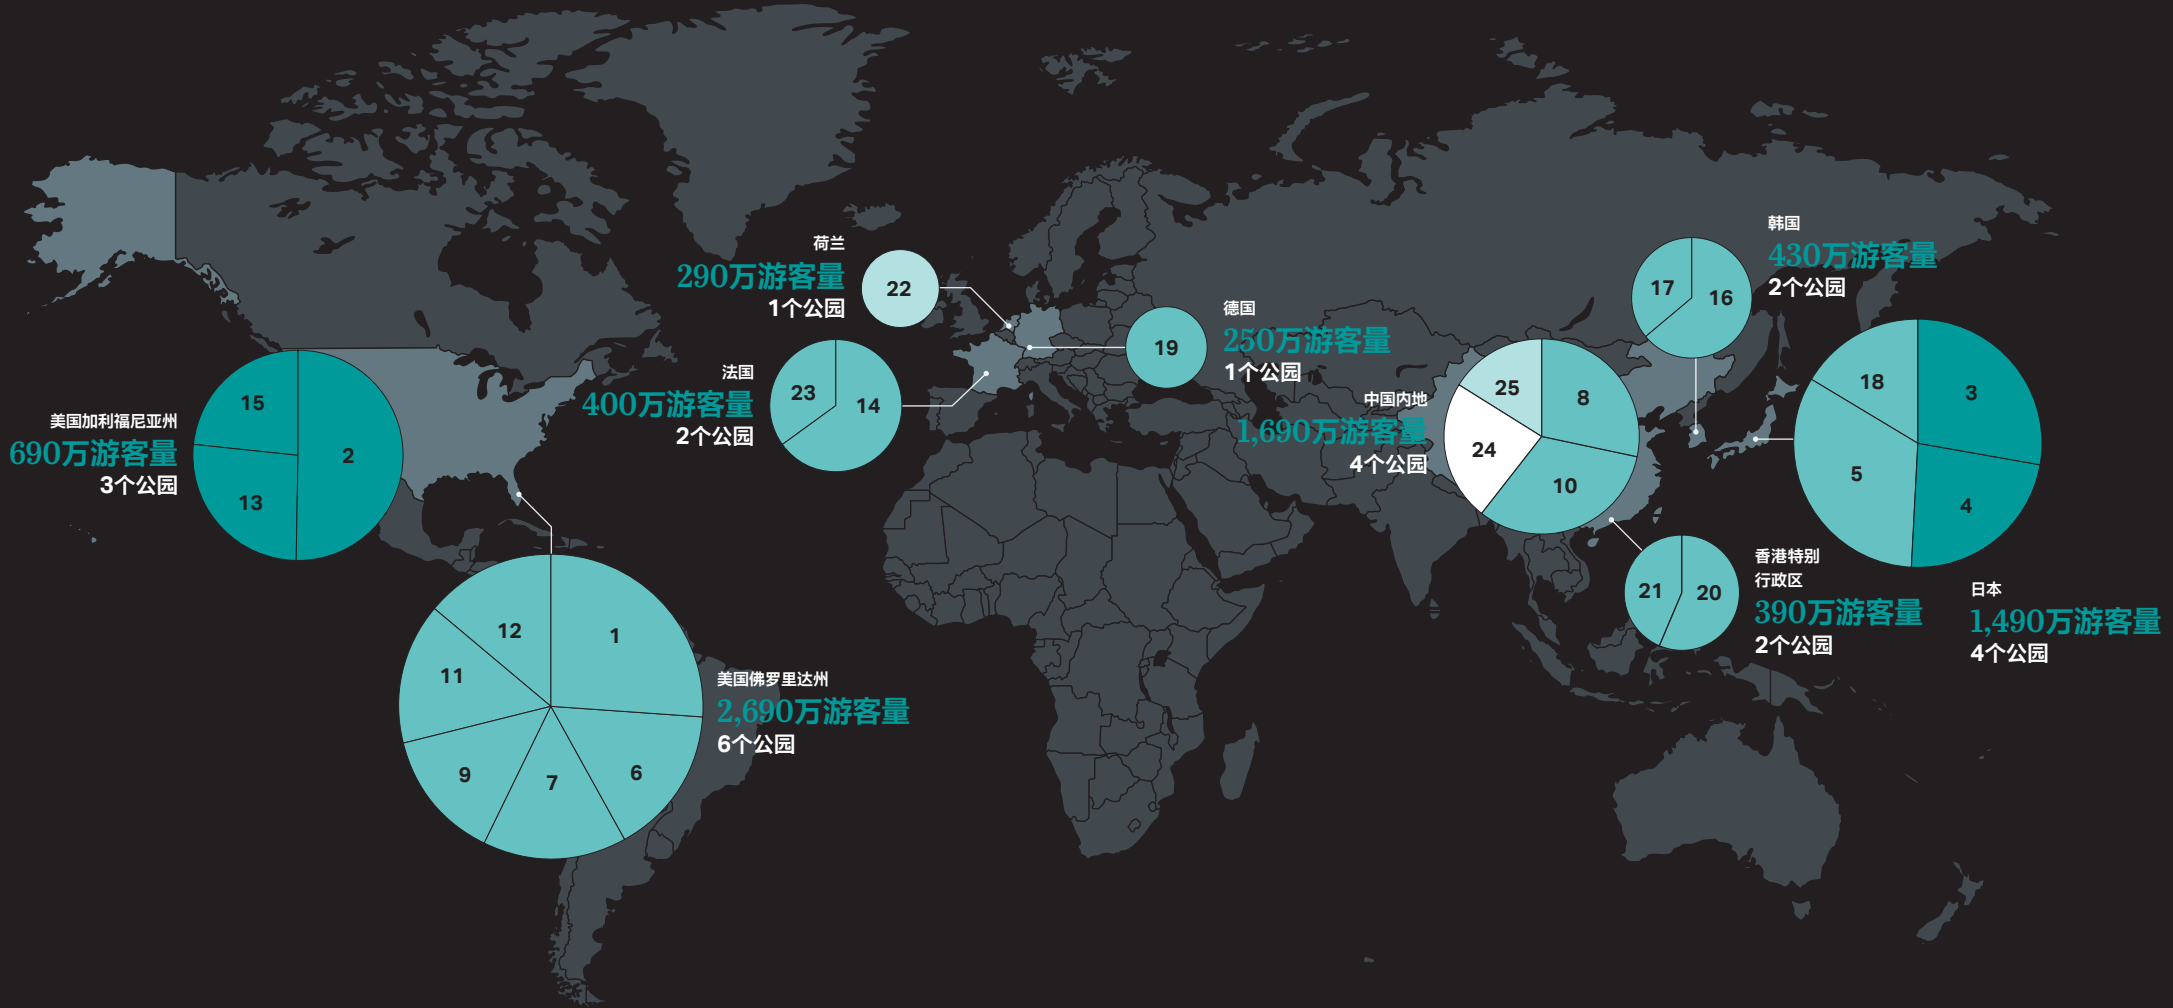 荷兰
290万游客量
1个公园
22
德国
250万游客量
1个公园
19
法国
400万游客量
2个公园
23
14
韩国
430万游客量
2个公园
17
16
美国加利福尼亚州
690万游客量
3个公园
15
2
13
中国内地
1,690万游客量
4个公园
25
8
24
10
18
3
5
4
日本
1,490万游客量
4个公园
香港特别
行政区
390万游客量
2个公园
21
20
12
1
11
6
9
7
美国佛罗里达州
2,690万游客量
6个公园